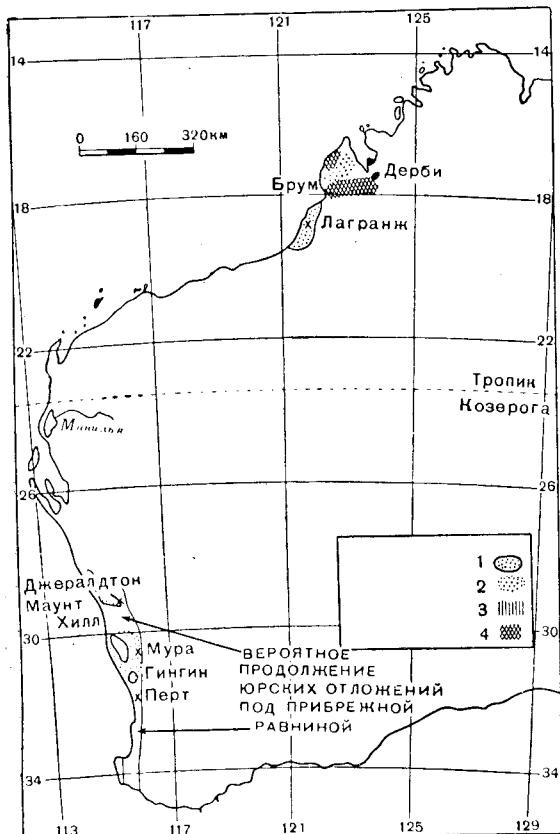 117
121
125
14
14
0 160 320км
Брум
Дерби
18
18
Лагранж
22
22
Тропик
Козерога
Минилья
26
26
1
2
3
4
Джералдтон
Маунт
Хилл
30
30
Мура
Гингин
Перт
ВЕРОЯТНОЕ
ПРОДОЛЖЕНИЕ
ЮРСКИХ ОТЛОЖЕНИЙ
ПОД ПРИБРЕЖНОЙ
РАВНИНОЙ
34
34
113
117
121
125
129